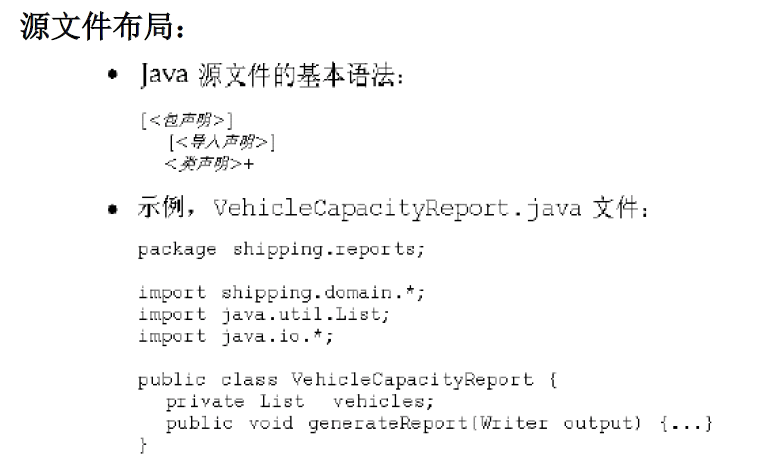 源文件布局：
• Java 源文件的基本语法：
[<包声明>]
[<导入声明>]
<类声明>+
• 示例，VehicleCapacityReport.java 文件：
package shipping.reports;
import shipping.domain.*;
import java.util.List;
import java.io.*;
public class VehicleCapacityReport {
private List vehicles;
public void generateReport(Writer output) {...}
}